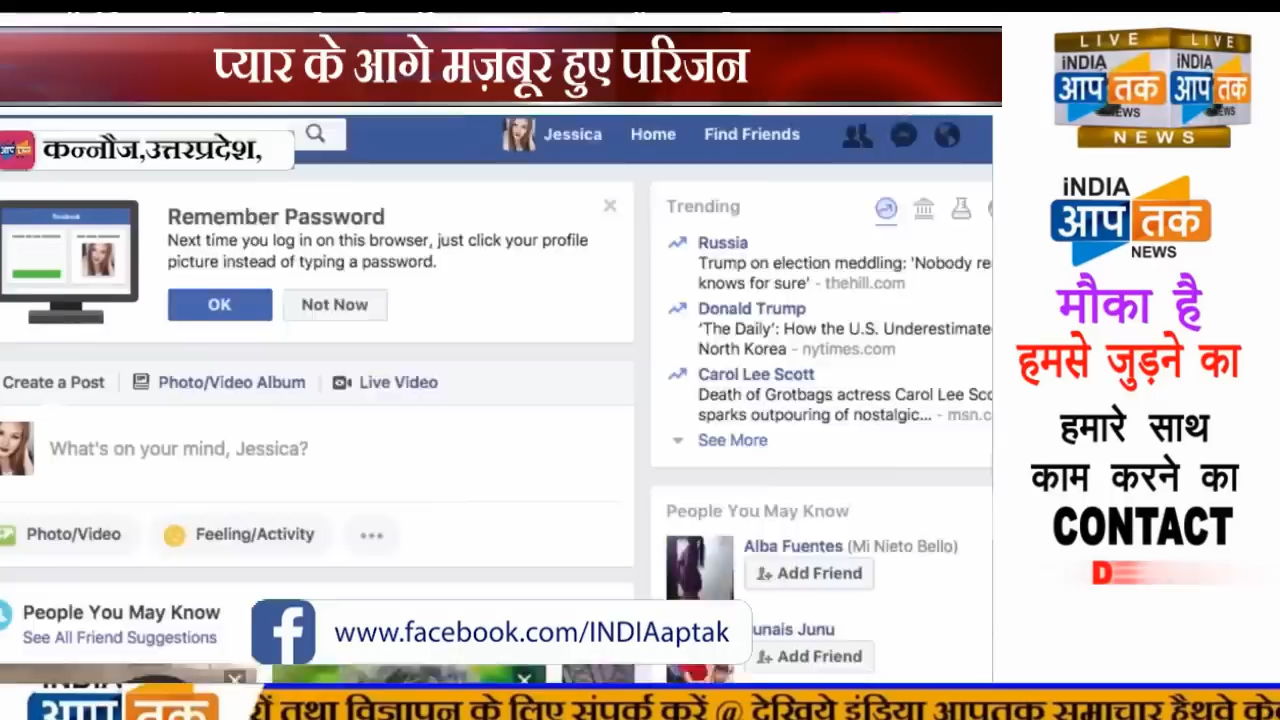 प्यार के आगे मज़बूर हुए परिजन
कन्नौज,उत्तरप्रदेश,
Jessica Home Find Friends
Remember Password
Next time you log in on this browser, just click your profile
picture instead of typing a password.
OK Not Now
Create a Post Photo/Video Album Live Video
What's on your mind, Jessica?
Photo/Video Feeling/Activity
People You May Know
See All Friend Suggestions
Trending
Russia
Trump on election meddling: 'Nobody
knows for sure' - thehill.com
Donald Trump
'The Daily': How the U.S. Underestimate
North Korea - nytimes.com
Carol Lee Scott
Death of Grotbags actress Carol Lee
sparks outpouring of nostalgic... - msn.c
See More
People You May Know
Alba Fuentes (Mi Nieto Bello)
Add Friend
unais Junu
Add Friend
www.facebook.com/INDIAaptak
LIVE LIVE
iNDIA iNDIA
आप तक आप तक
NEWS
NEWS
iNDIA
आप तक
NEWS
मौका है
हमसे जुड़ने का
हमारे साथ
काम करने का
CONTACT
D
आप तक
तथा विज्ञापन के लिए संपर्क करें @ देखिये इंडिया आपतक समाचार हैथवे